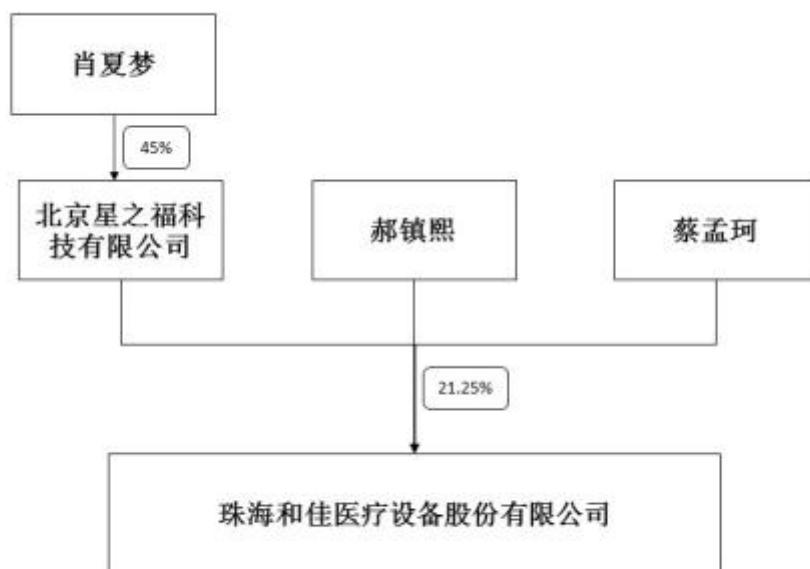 肖夏梦
45%
北京星之福科
技有限公司
郝镇熙
蔡孟珂
21.25%
珠海和佳医疗设备股份有限公司